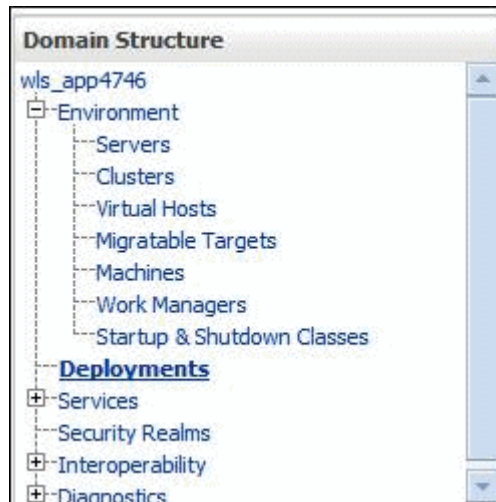 Domain Structure
wls_app4746
Environment
Servers
Clusters
Virtual Hosts
Migratable Targets
Machines
Work Managers
Startup & Shutdown Classes
Deployments
Services
Security Realms
Interoperability
Diagnostics